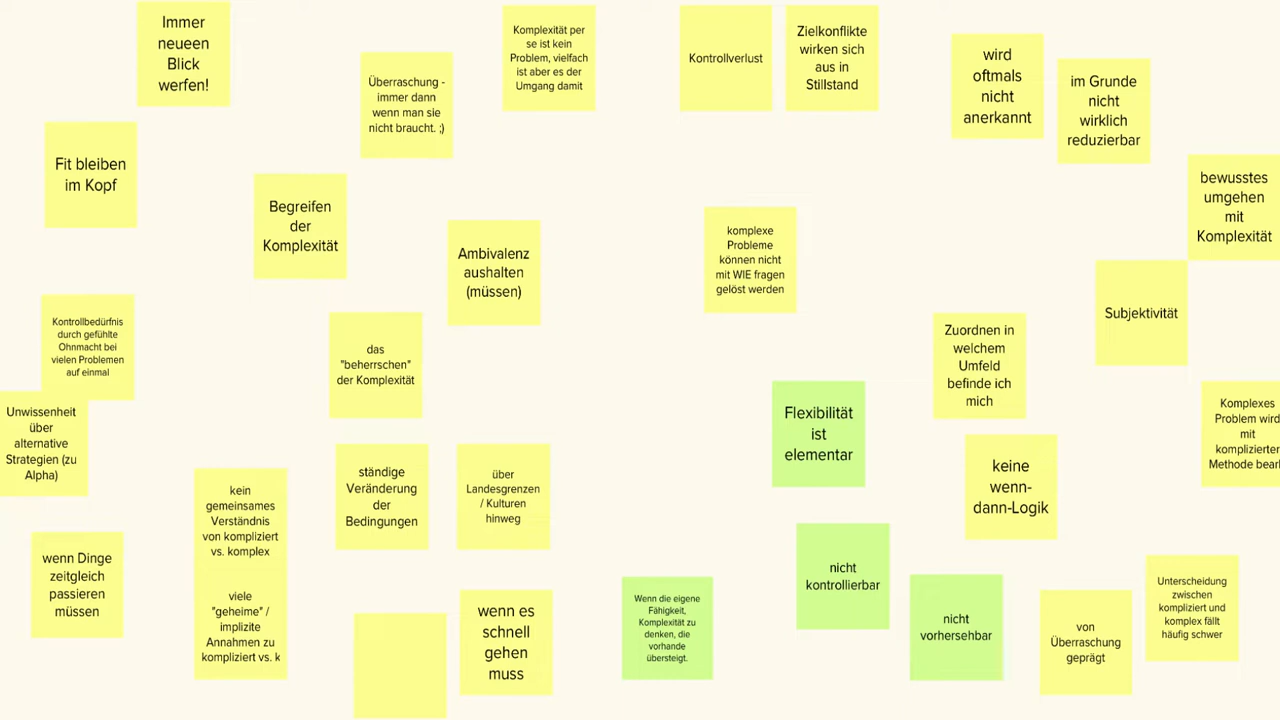 Immer
neueen
Blick
werfen!
Komplexität per
se ist kein
Problem, vielfach
ist aber es der
Umgang damit
Kontrollverlust
Zielkonflikte
wirken sich
aus in
Stillstand
wird
oftmals
nicht
anerkannt
Überraschung -
immer dann
wenn man sie
nicht braucht. ;)
im Grunde
nicht
wirklich
reduzierbar
Fit bleiben
im Kopf
bewusstes
umgehen
mit
Komplexität
Begreifen
der
Komplexität
Ambivalenz
aushalten
(müssen)
komplexe
Probleme
können nicht
mit WIE fragen
gelöst werden
Subjektivität
Kontrollbedürfnis
durch gefühlte
Ohnmacht bei
vielen Problemen
auf einmal
das
"beherrschen"
der Komplexität
Zuordnen in
welchem
Umfeld
befinde ich
mich
Unwissenheit
über
alternative
Strategien (zu
Alpha)
Flexibilität
ist
elementar
Komplexes
Problem wird
mit
komplizierter
Methode bear
kein
gemeinsames
Verständnis
von kompliziert
vs. komplex
ständige
Veränderung
der
Bedingungen
über
Landesgrenzen
/ Kulturen
hinweg
keine
wenn-
dann-Logik
wenn Dinge
zeitgleich
passieren
müssen
viele
"geheime" /
implizite
Annahmen zu
kompliziert vs. k
wenn es
schnell
gehen
muss
Wenn die eigene
Fähigkeit,
Komplexität zu
denken, die
vorhande
übersteigt.
nicht
kontrollierbar
nicht
vorhersehbar
von
Überraschung
geprägt
Unterscheidung
zwischen
kompliziert und
komplex fällt
häufig schwer